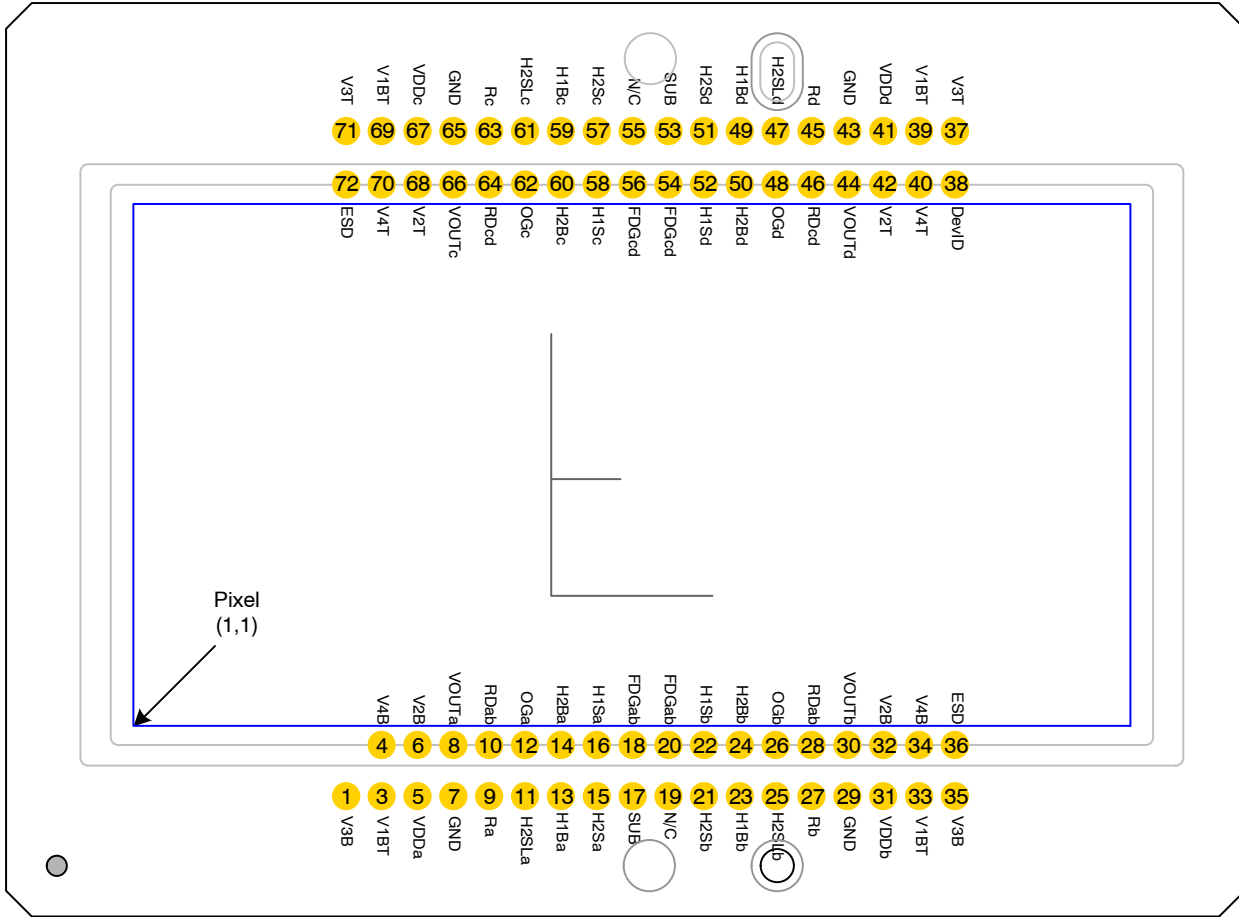 V3T V1BT VDDc GND Rc H2SLc H1Bc H2Sc N/C SUB H2Sd H1Bd H2SLd Rd GND VDDd V1BT V3T
71 69 67 65 63 61 59 57 55 53 51 49 47 45 43 41 39 37
72 70 68 66 64 62 60 58 56 54 52 50 48 46 44 42 40 38
ESD V4T V2T VOUTc RDcd OGc H2Bc H1Sc FDGcd FDGcd H1Sd H2Bd OGd RDcd VOUTd V2T V4T DevID
Pixel
(1,1)
V4B V2B VOUTa RDab OGa H2Ba H1Sa FDGab FDGab H1Sb H2Bb OGb RDab VOUTb V2B V4B ESD
4 6 8 10 12 14 16 18 20 22 24 26 28 30 32 34 36
1 3 5 7 9 11 13 15 17 19 21 23 25 27 29 31 33 35
V3B V1BT VDDa GND Ra H2SLa H1Ba H2Sa SUB N/C H2Sb H1Bb H2SLb Rb GND VDDb V1BT V3B